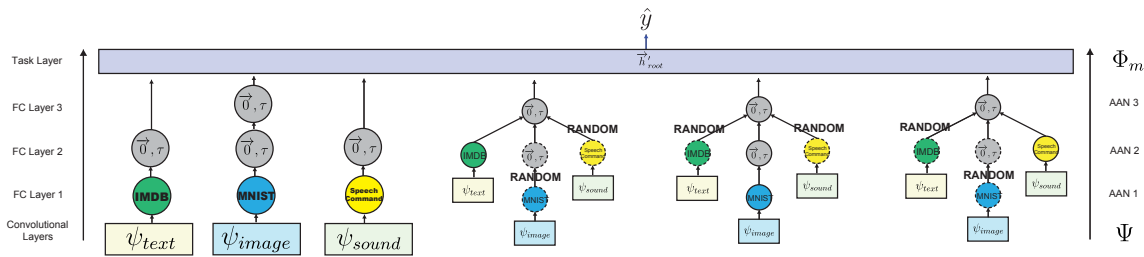 ŷ
Task Layer
h⃗′root
Φm
FC Layer 3
0⃗, τ
0⃗, τ
0⃗, τ
0⃗, τ
AAN 3
RANDOM
RANDOM
RANDOM
RANDOM
FC Layer 2
0⃗, τ
0⃗, τ
0⃗, τ
IMDB
0⃗, τ
Speech Command
IMDB
0⃗, τ
Speech Command
IMDB
0⃗, τ
Speech Command
AAN 2
RANDOM
RANDOM
FC Layer 1
IMDB
MNIST
Speech Command
ψtext
MNIST
ψsound
ψtext
MNIST
ψsound
ψtext
MNIST
ψsound
AAN 1
Convolutional
Layers
ψtext
ψimage
ψsound
ψimage
ψimage
ψimage
Ψ